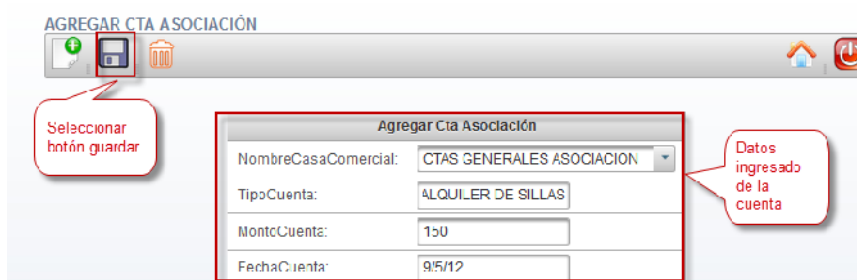 AGREGAR CTA ASOCIACIÓN
Seleccionar
botón guardar
Agregar Cta Asociación
NombreCasaComercial: CTAS GENERALES ASOCIACION
TipoCuenta: ALQUILER DE SILLAS
MontoCuenta: 150
FechaCuenta: 9/5/12
Datos
ingresado
de la
cuenta